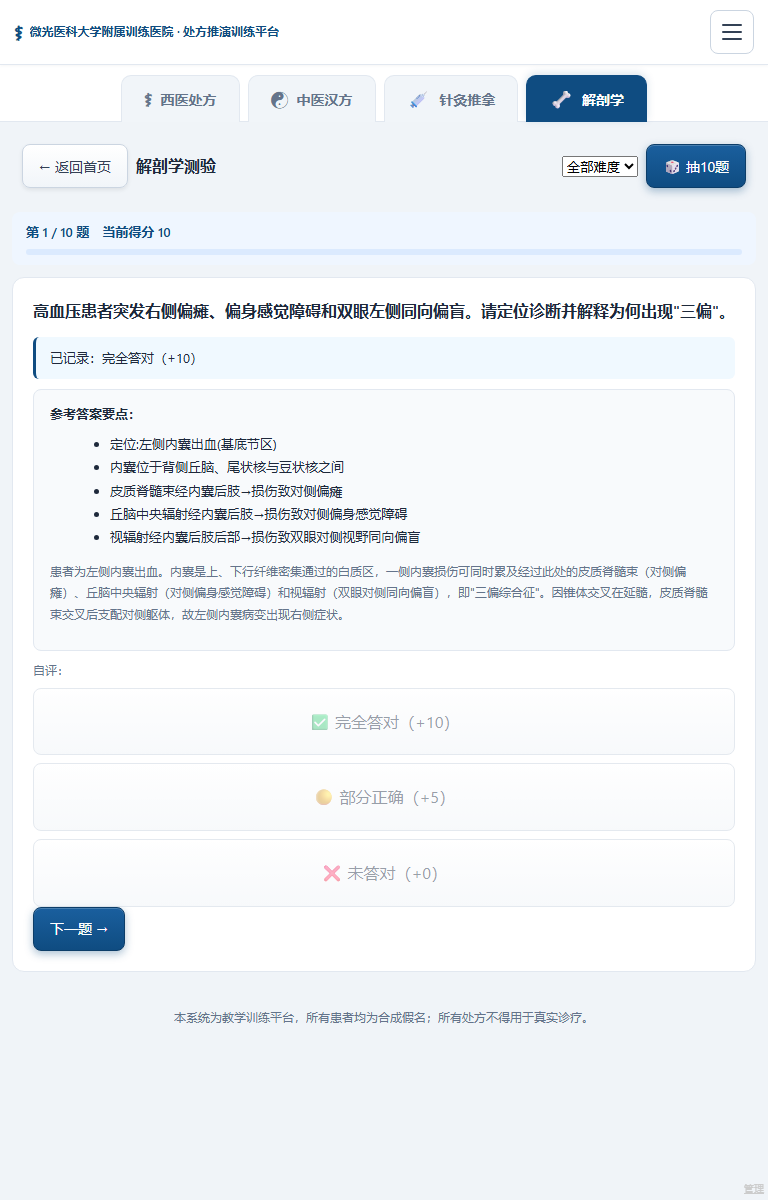 微光医科大学附属训练医院 · 处方推演训练平台
西医处方
中医汉方
针灸推拿
解剖学
← 返回首页
解剖学测验
全部难度
抽10题
第 1 / 10 题 当前得分 10
高血压患者突发右侧偏瘫、偏身感觉障碍和双眼左侧同向偏盲。请定位诊断并解释为何出现"三偏"。
已记录：完全答对（+10）
参考答案要点：
• 定位:左侧内囊出血(基底节区)
• 内囊位于背侧丘脑、尾状核与豆状核之间
• 皮质脊髓束经内囊后肢→损伤致对侧偏瘫
• 丘脑中央辐射经内囊后肢→损伤致对侧偏身感觉障碍
• 视辐射经内囊后肢后部→损伤致双眼对侧视野同向偏盲
患者为左侧内囊出血。内囊是上、下行纤维密集通过的白质区，一侧内囊损伤可同时累及经过此处的皮质脊髓束（对侧偏
瘫）、丘脑中央辐射（对侧偏身感觉障碍）和视辐射（双眼对侧同向偏盲），即"三偏综合征"。因锥体交叉在延髓，皮质脊髓
束交叉后支配对侧躯体，故左侧内囊病变出现右侧症状。
自评：
✅ 完全答对（+10）
部分正确（+5）
❌ 未答对（+0）
下一题 →
本系统为教学训练平台，所有患者均为合成假名；所有处方不得用于真实诊疗。
管理